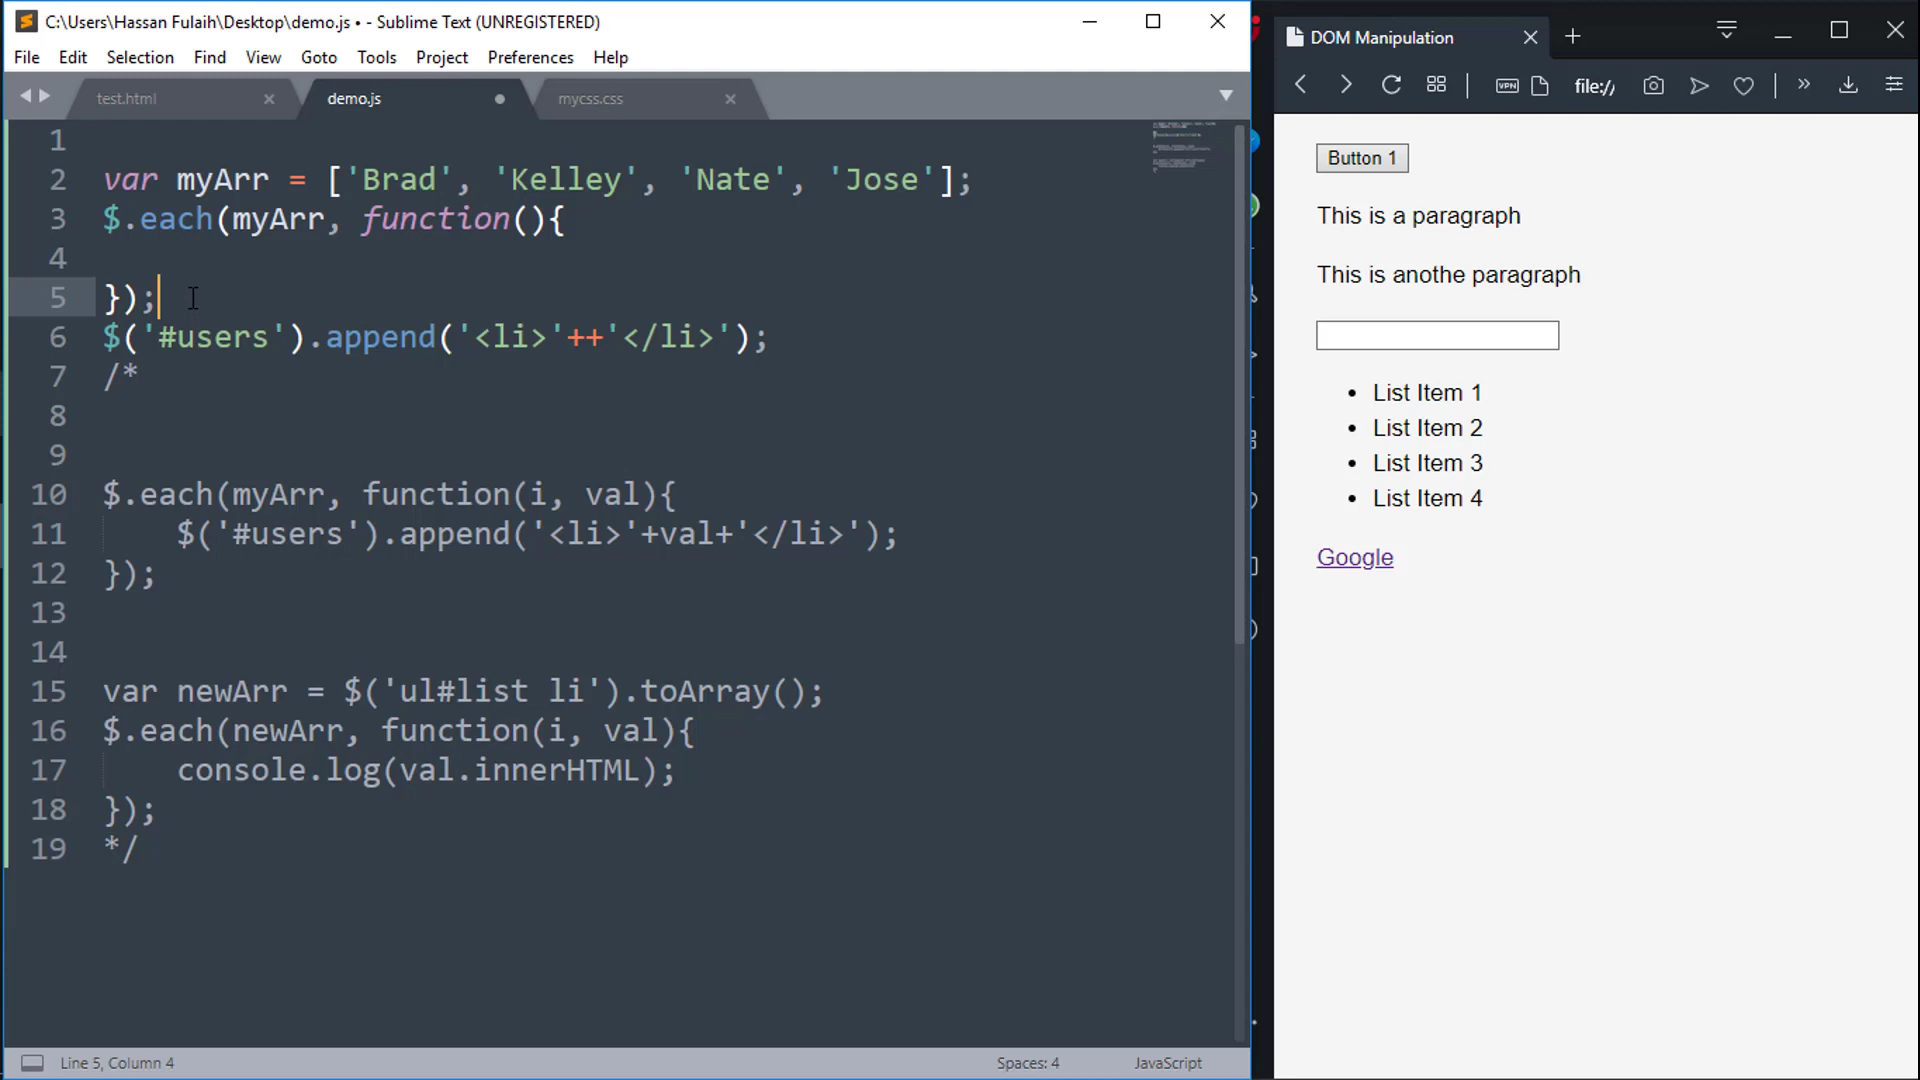 C:\Users\Hassan Fulaih\Desktop\demo.js • - Sublime Text (UNREGISTERED)
File Edit Selection Find View Goto Tools Project Preferences Help
test.html demo.js mycss.css
1
2 var myArr = ['Brad', 'Kelley', 'Nate', 'Jose'];
3 $.each(myArr, function(){
4
5 });
6 $('#users').append('<li>'++'</li>');
7 /*
8
9
10 $.each(myArr, function(i, val){
11 $('#users').append('<li>'+val+'</li>');
12 });
13
14
15 var newArr = $('ul#list li').toArray();
16 $.each(newArr, function(i, val){
17 console.log(val.innerHTML);
18 });
19 */
Line 5, Column 4
Spaces: 4
JavaScript
DOM Manipulation
VPN file://
Button 1
This is a paragraph
This is anothe paragraph
• List Item 1
• List Item 2
• List Item 3
• List Item 4
Google